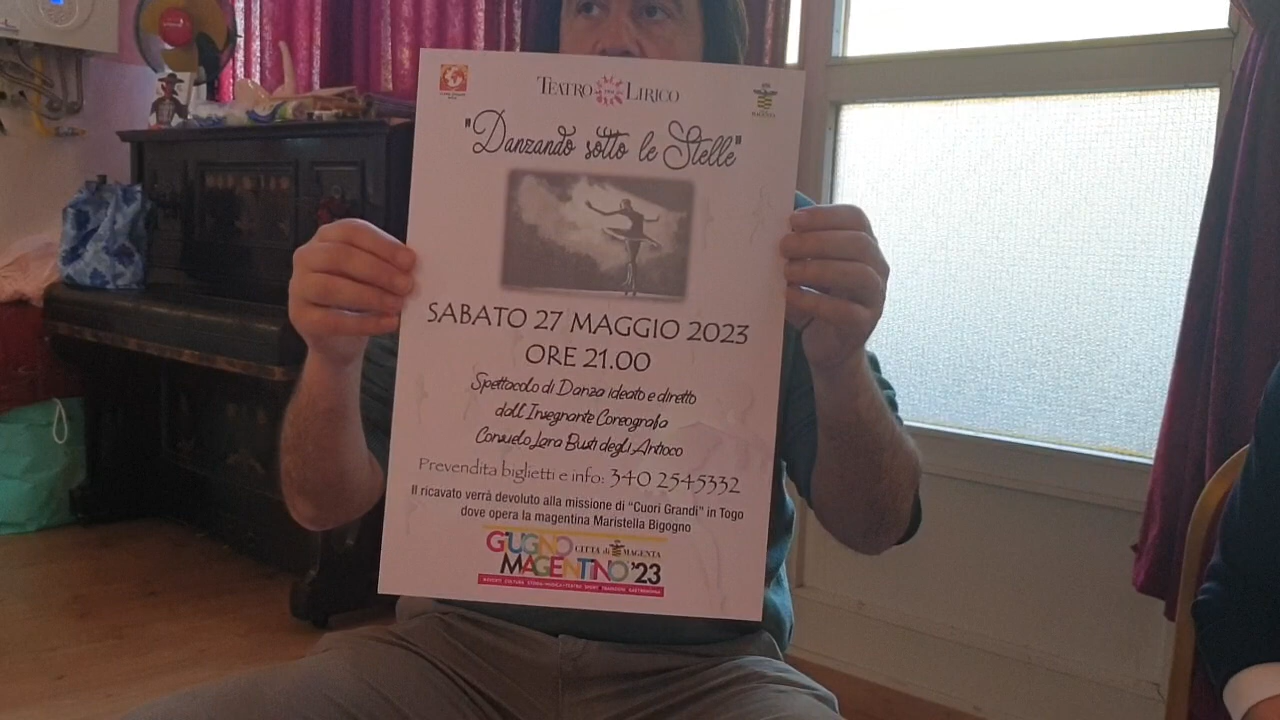 TEATRO LIRICO
"Danzando sotto le Stelle"
SABATO 27 MAGGIO 2023
ORE 21.00
Spettacolo di Danza ideato e diretto
dall'Insegnante Coreografa
Consuelo Lara Busti degli Antioco
Prevendita biglietti e info: 340 2545332
Il ricavato verrà devoluto alla missione di "Cuori Grandi" in Togo
dove opera la magentina Maristella Bigogno
GIUGNO CITTÀ di MAGENTA
MAGENTINO '23